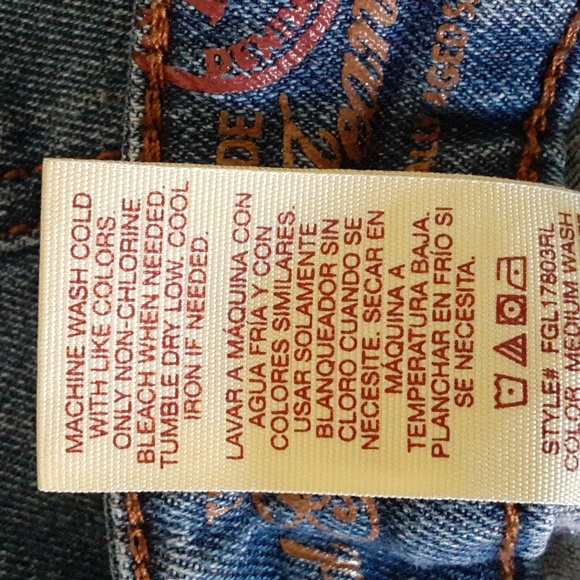 MACHINE WASH COLD
WITH LIKE COLORS.
ONLY NON-CHLORINE
BLEACH WHEN NEEDED.
TUMBLE DRY LOW. COOL
IRON IF NEEDED.
LAVAR A MÁQUINA CON
AGUA FRÍA Y CON
COLORES SIMILARES.
USAR SOLAMENTE
BLANQUEADOR SIN
CLORO CUANDO SE
NECESITE. SECAR EN
MÁQUINA A
TEMPERATURA BAJA.
PLANCHAR EN FRÍO SI
SE NECESITA.
STYLE# FGL17803RL
COLOR: MEDIUM WASH
DENIM